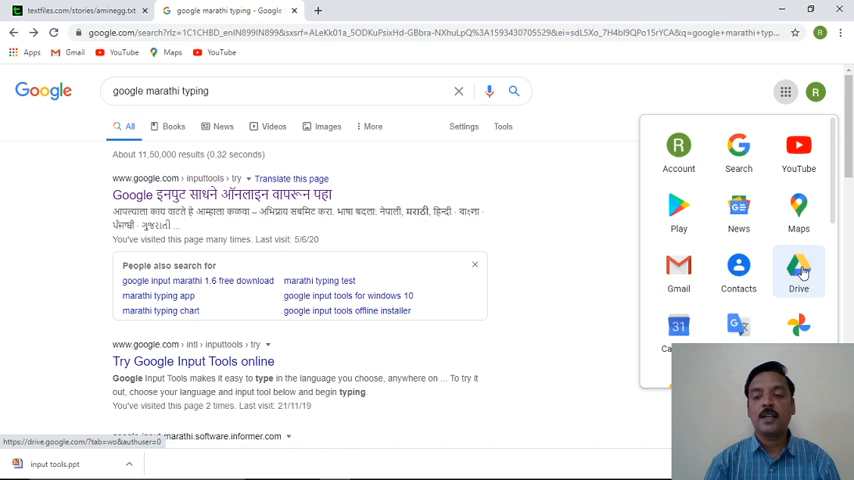 textfiles.com/stories/aminegg.txt
google marathi typing - Google S
google.com/search?rlz=1C1CHBD_enIN899IN899&sxsrf=ALeKk01a_5ODKuPsixHd-GBra-NXhuLpCQ%3A1593430705529&ei=sdL5Xo_7H4bI9QPo15rYCA&q=google+marathi+typ...
R
Apps
Gmail
YouTube
Maps
YouTube
Google
google marathi typing
R
All
Books
News
Videos
Images
More
Settings
Tools
About 11,50,000 results (0.32 seconds)
www.google.com › inputtools › try Translate this page
Google इनपुट साधने ऑनलाइन वापरून पहा
आपल्याला काय वाटते हे आम्हाला कळवा – अभिप्राय सबमिट करा. भाषा बदला: नेपाली, मराठी, हिन्दी · বাংলা ·
ਪੰਜਾਬੀ · ગુજરાતી ...
You've visited this page many times. Last visit: 5/6/20
People also search for
google input marathi 1.6 free download
marathi typing test
marathi typing app
google input tools for windows 10
marathi typing chart
google input tools offline installer
www.google.com › intl › inputtools › try
Try Google Input Tools online
Google Input Tools makes it easy to type in the language you choose, anywhere on ... To try it
out, choose your language and input tool below and begin typing.
You've visited this page 2 times. Last visit: 21/11/19
google-input-marathi.software.informer.com
R
Account
Search
YouTube
Play
News
Maps
Gmail
Contacts
Drive
31
Ca
https://drive.google.com/?tab=wo&authuser=0
input tools.ppt